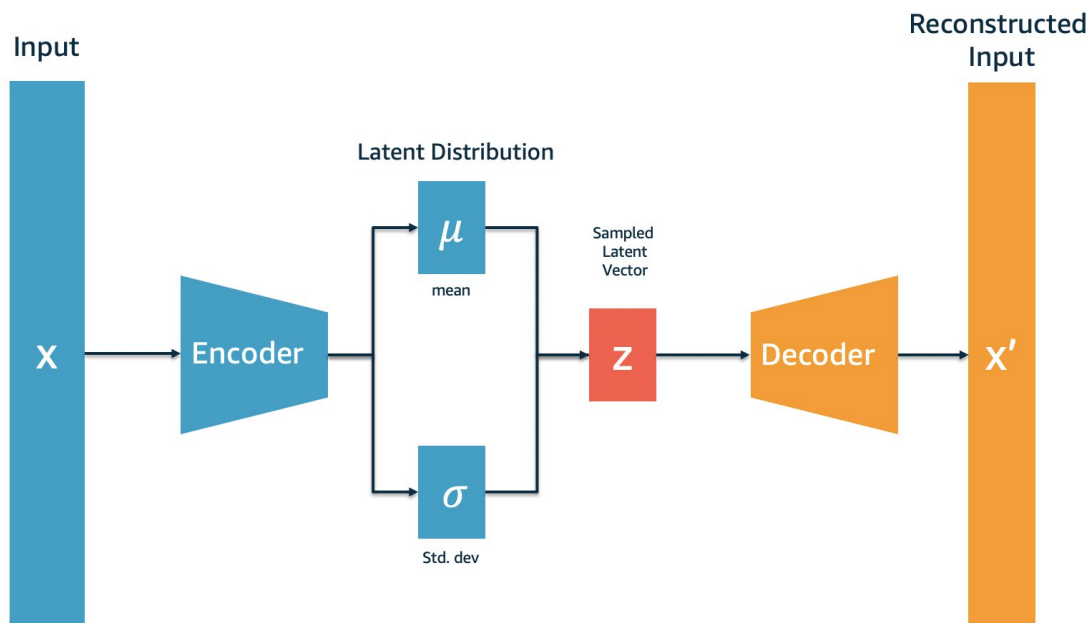 Input
x
Encoder
Latent Distribution
μ
mean
σ
Std. dev
Sampled
Latent
Vector
z
Decoder
Reconstructed
Input
x′